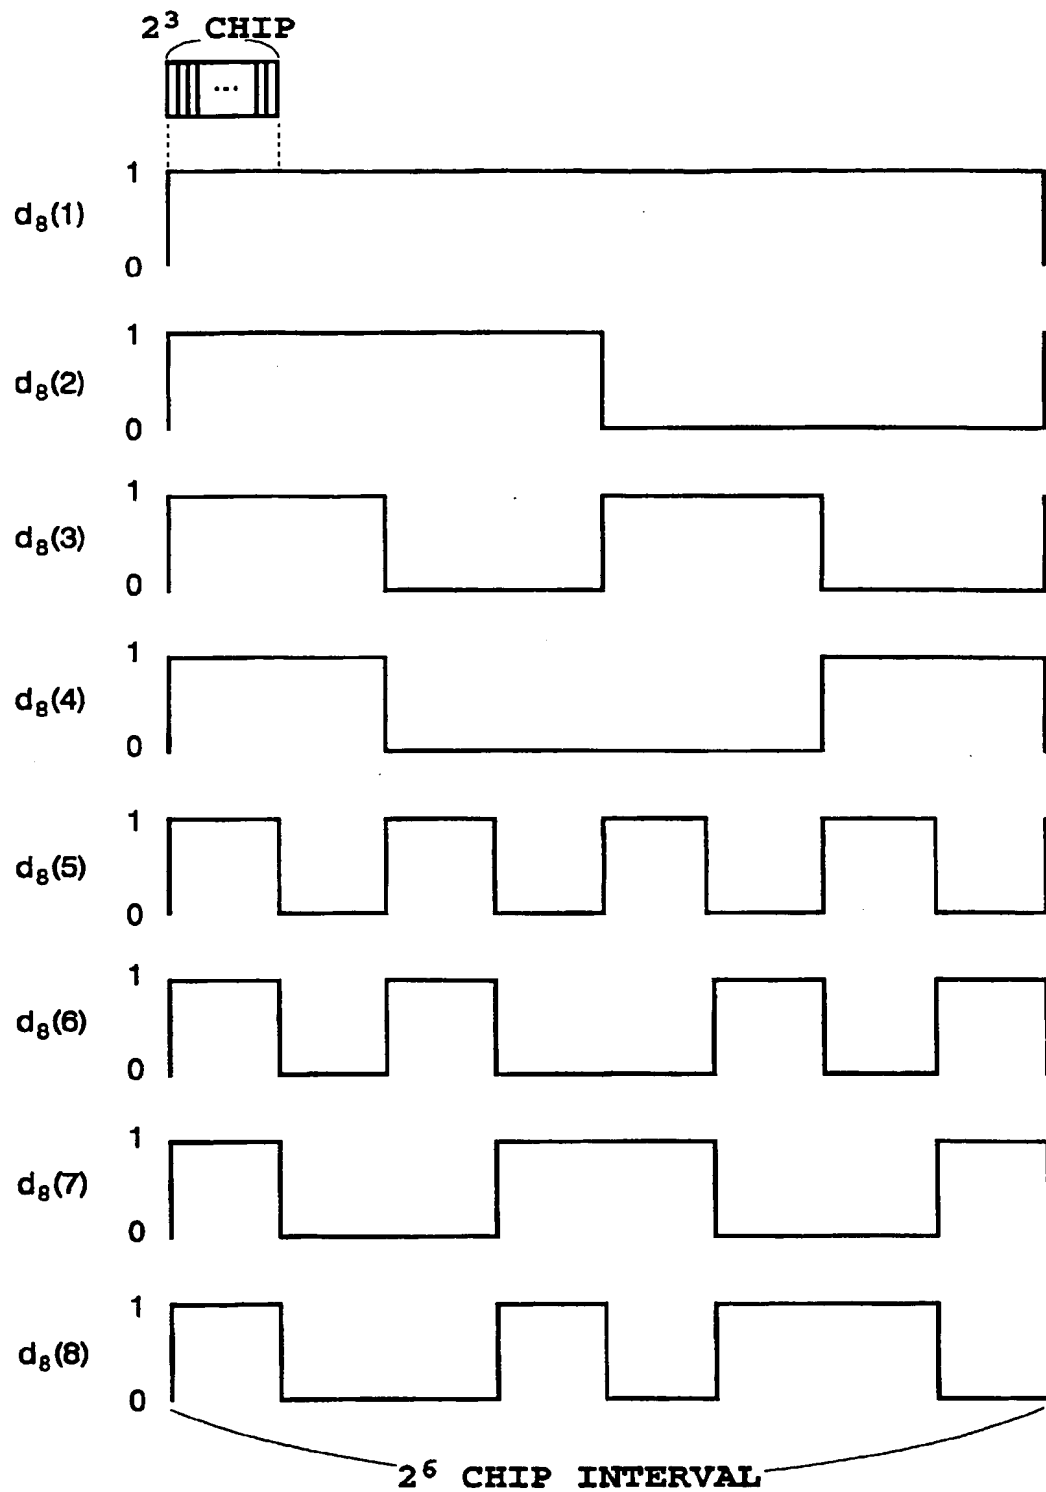 2³ CHIP
...
1
d₈(1)
0
1
d₈(2)
0
1
d₈(3)
0
1
d₈(4)
0
1
d₈(5)
0
1
d₈(6)
0
1
d₈(7)
0
1
d₈(8)
0
2⁶ CHIP INTERVAL